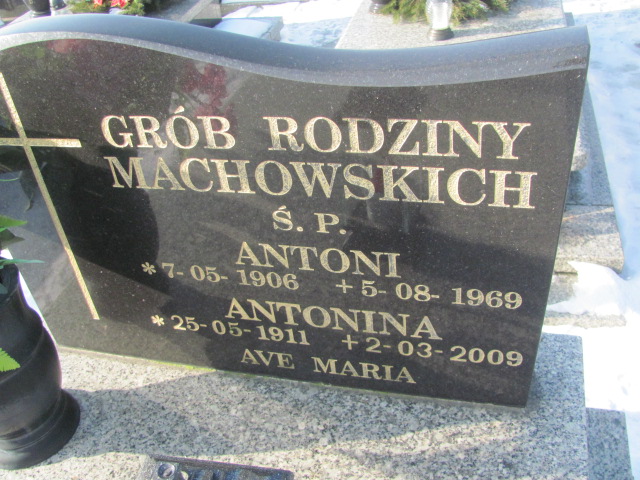 GRÓB RODZINY
MACHOWSKICH
Ś. P.
ANTONI
*7-05-1906 +5-08-1969
ANTONINA
*25-05-1911 +2-03-2009
AVE MARIA